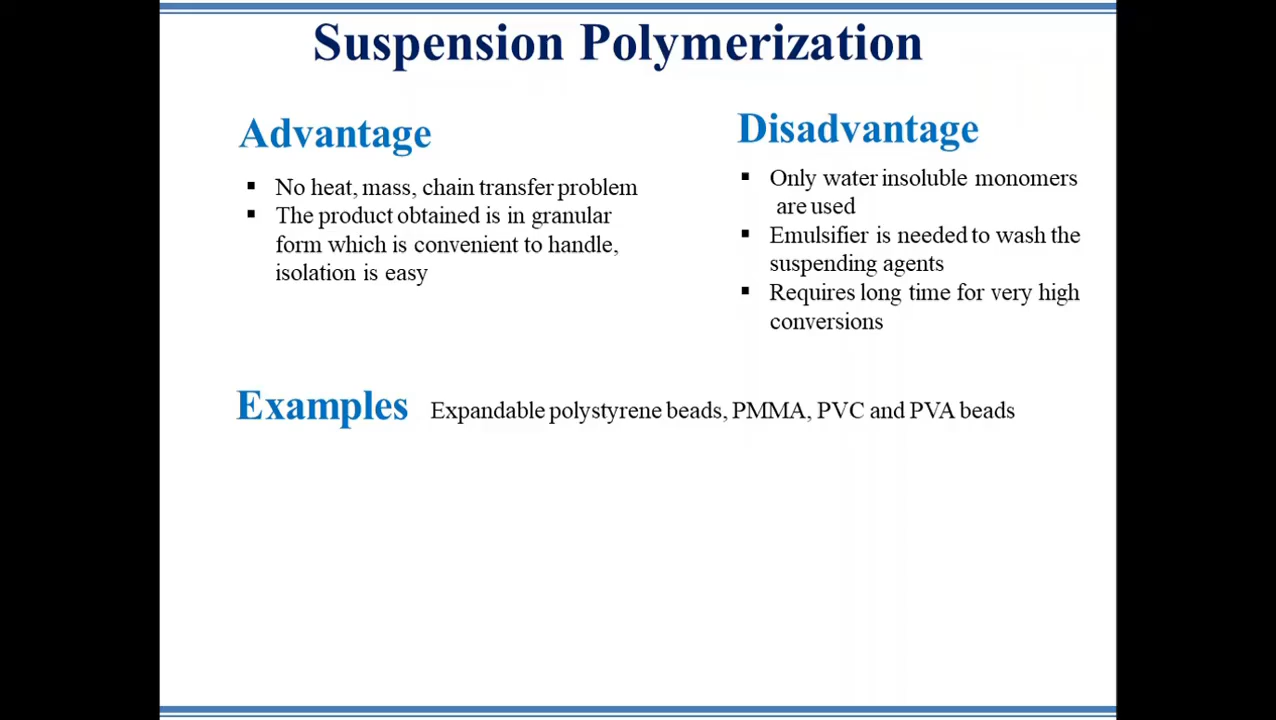 Suspension Polymerization
Advantage
▪ No heat, mass, chain transfer problem
▪ The product obtained is in granular
form which is convenient to handle,
isolation is easy
Disadvantage
▪ Only water insoluble monomers
are used
▪ Emulsifier is needed to wash the
suspending agents
▪ Requires long time for very high
conversions
Examples Expandable polystyrene beads, PMMA, PVC and PVA beads